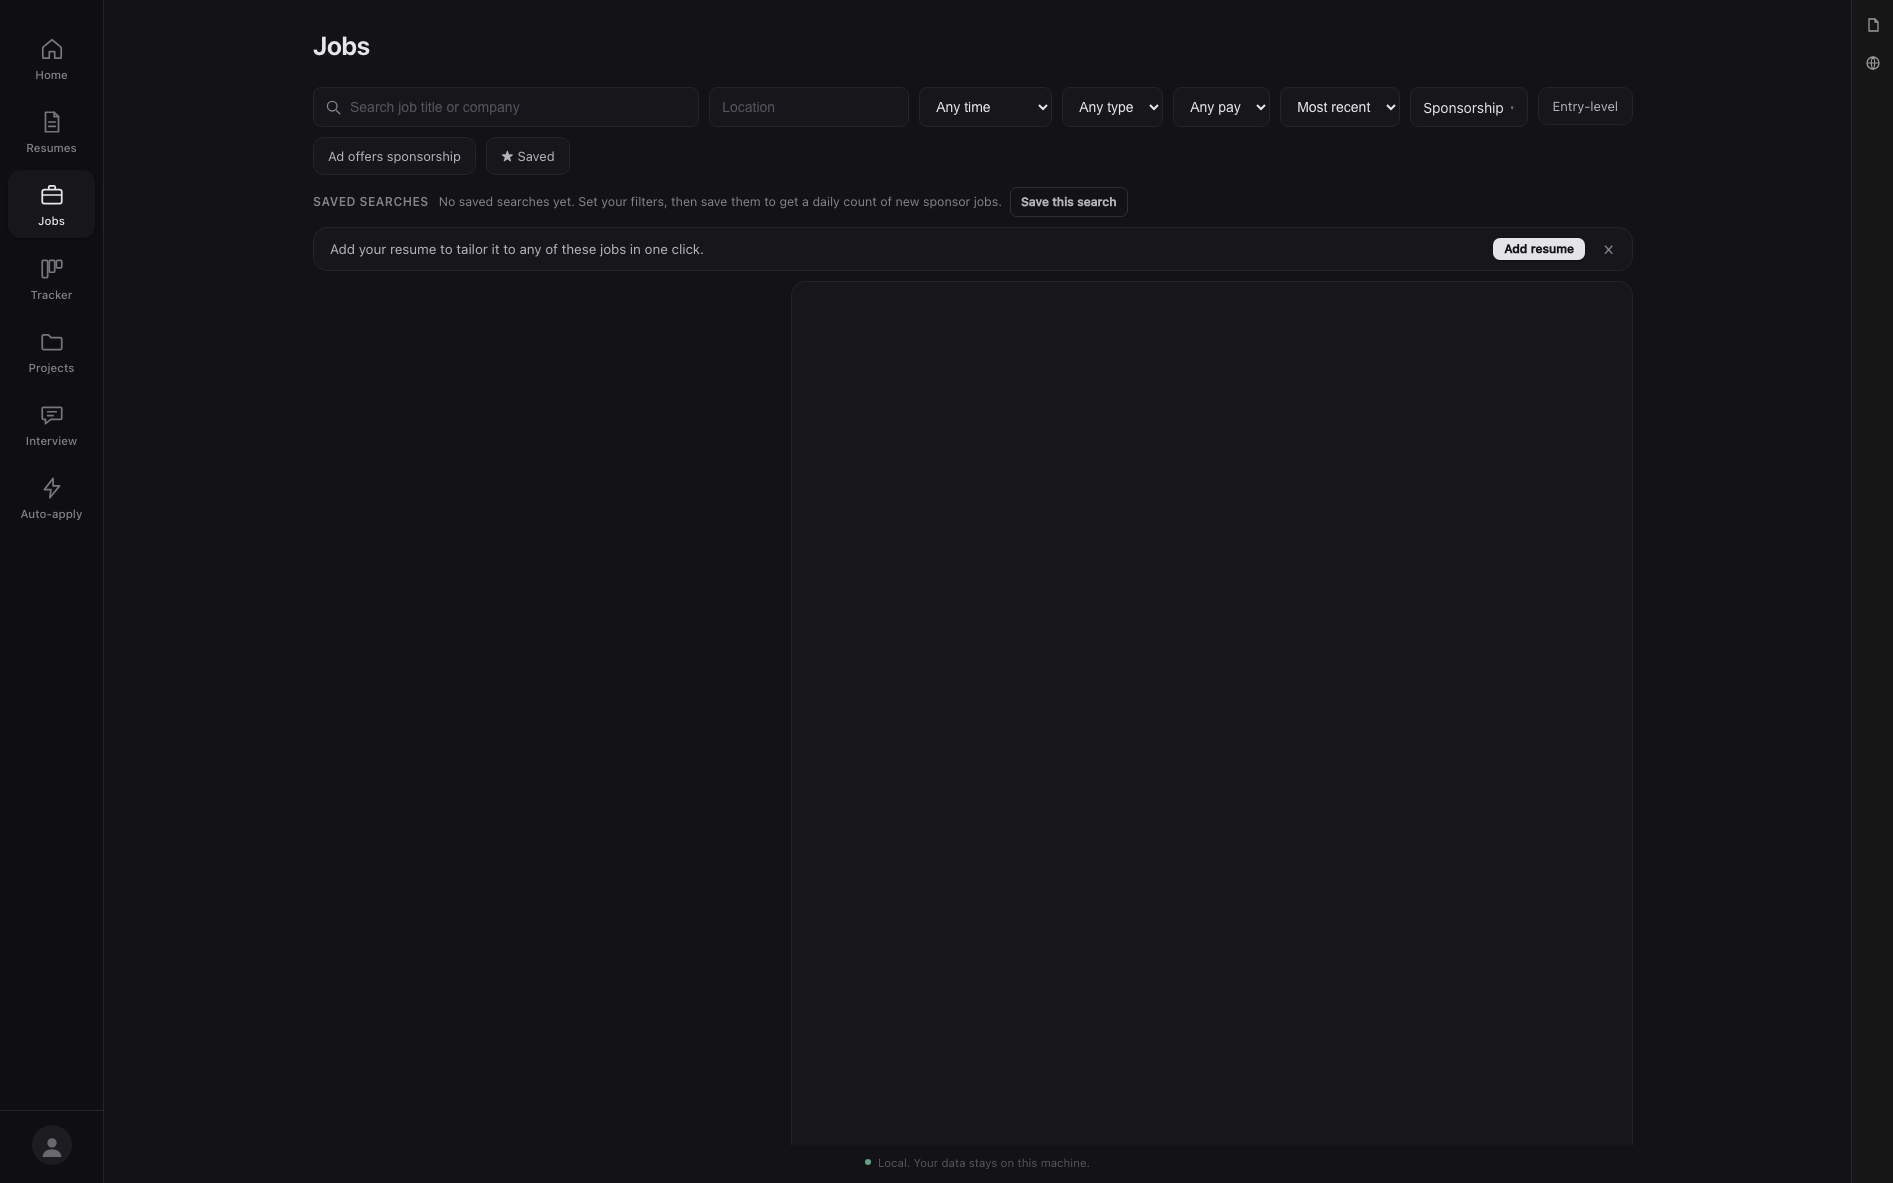 Home
Resumes
Jobs
Tracker
Projects
Interview
Auto-apply
Jobs
Search job title or company
Location
Any time
Any type
Any pay
Most recent
Sponsorship
Entry-level
Ad offers sponsorship
★ Saved
SAVED SEARCHES No saved searches yet. Set your filters, then save them to get a daily count of new sponsor jobs. Save this search
Add your resume to tailor it to any of these jobs in one click.
Add resume
Local. Your data stays on this machine.